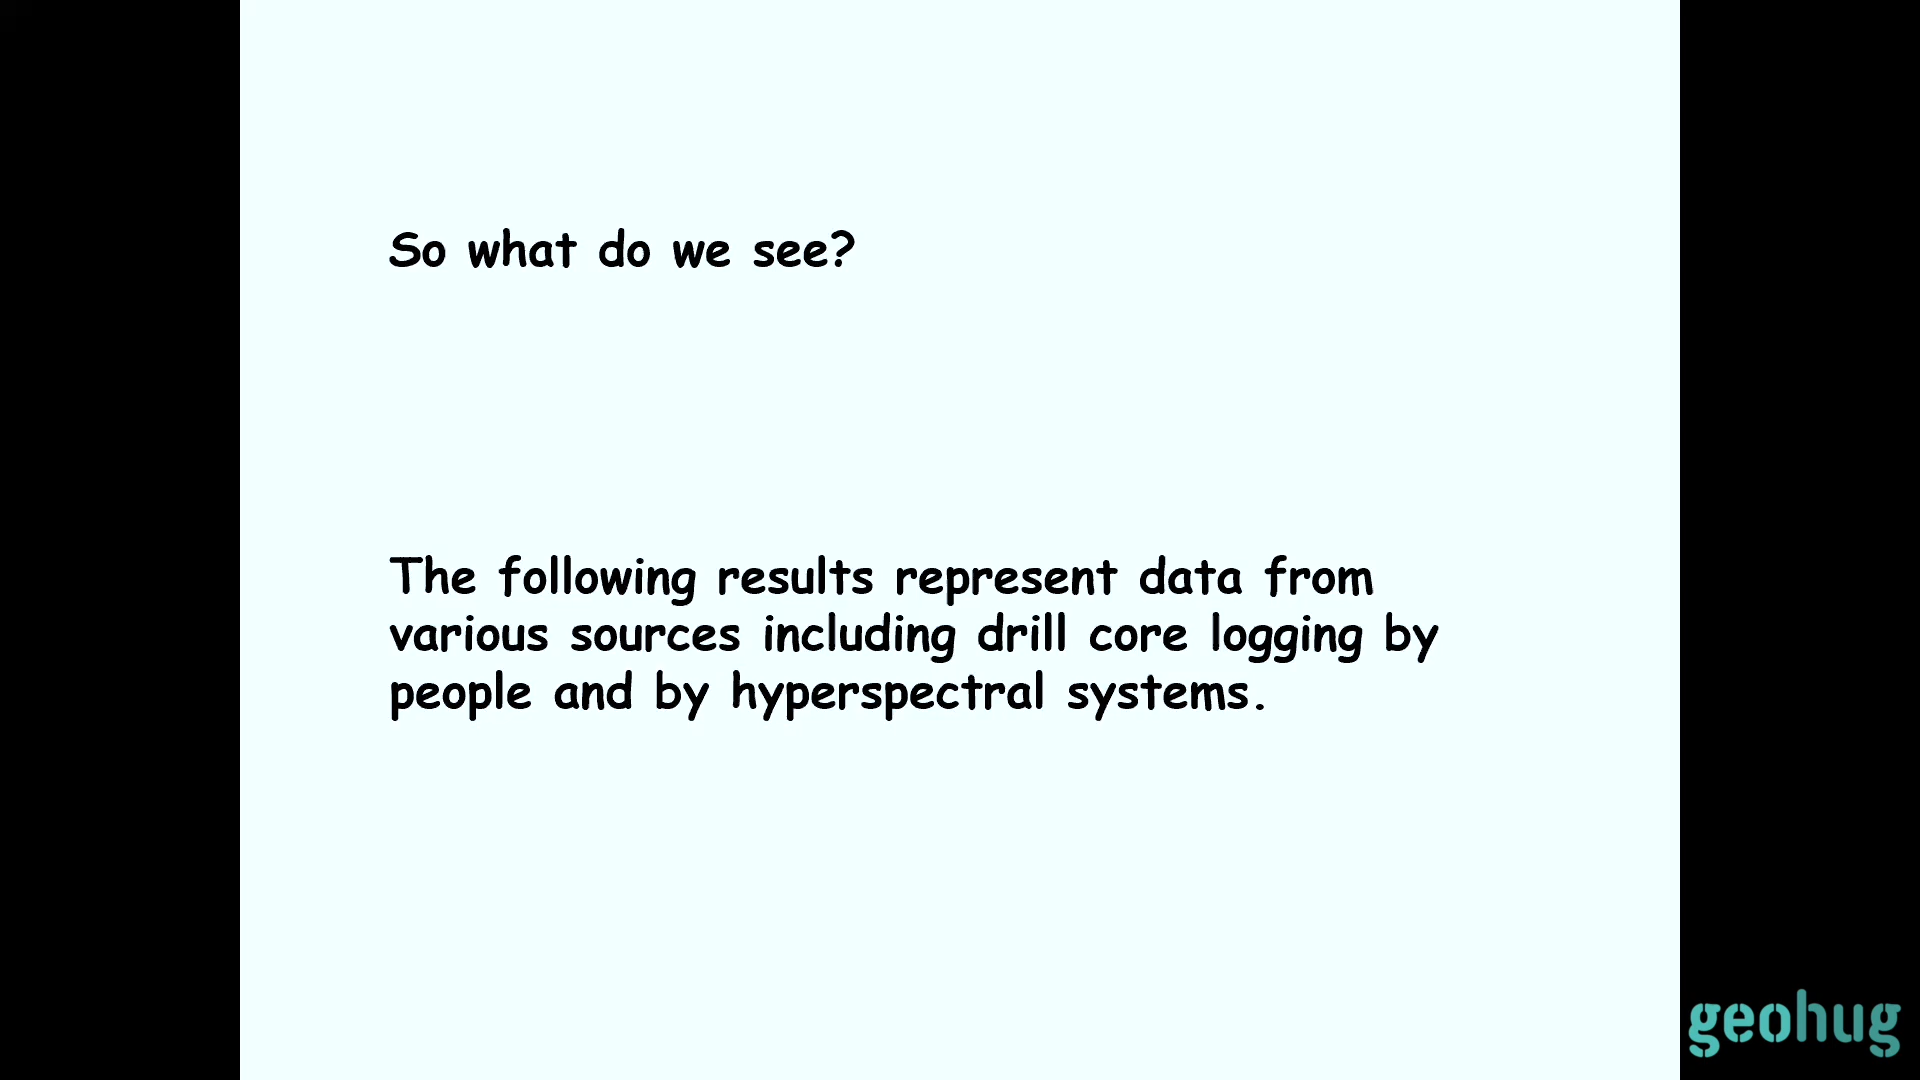 So what do we see?
The following results represent data from
various sources including drill core logging by
people and by hyperspectral systems.
geohug